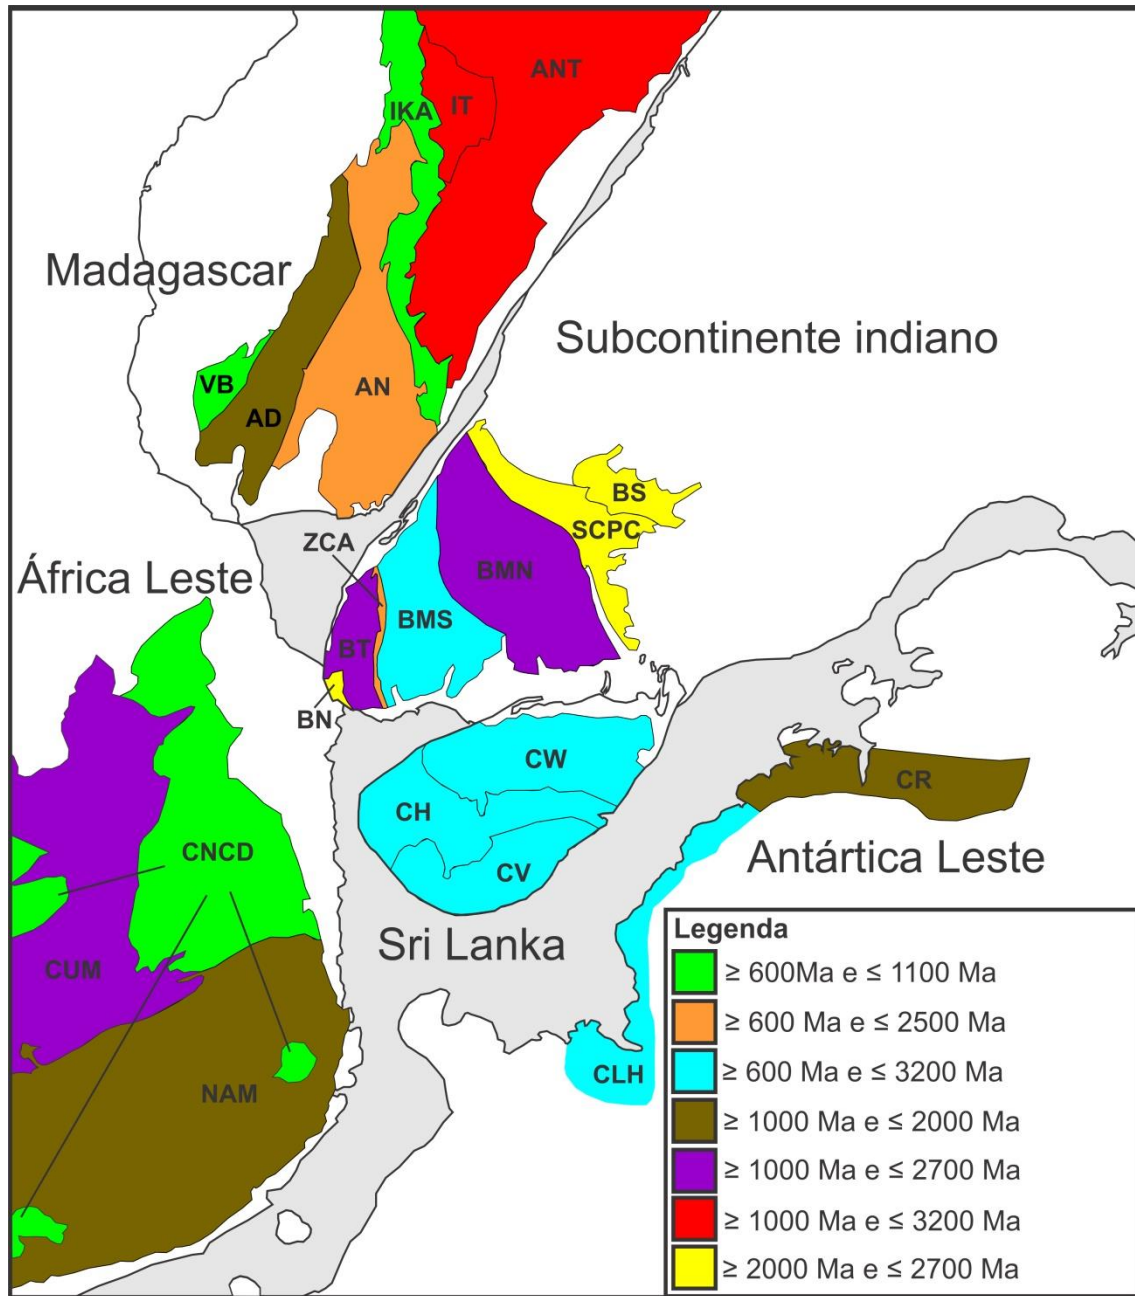 ANT
IT
IKA
Madagascar
Subcontinente indiano
VB
AN
AD
BS
SCPC
ZCA
África Leste
BMN
BMS
BT
BN
CW
CR
CH
CNCD
Antártica Leste
CV
Sri Lanka
CUM
CLH
NAM
Legenda
≥ 600Ma e ≤ 1100 Ma
≥ 600 Ma e ≤ 2500 Ma
≥ 600 Ma e ≤ 3200 Ma
≥ 1000 Ma e ≤ 2000 Ma
≥ 1000 Ma e ≤ 2700 Ma
≥ 1000 Ma e ≤ 3200 Ma
≥ 2000 Ma e ≤ 2700 Ma